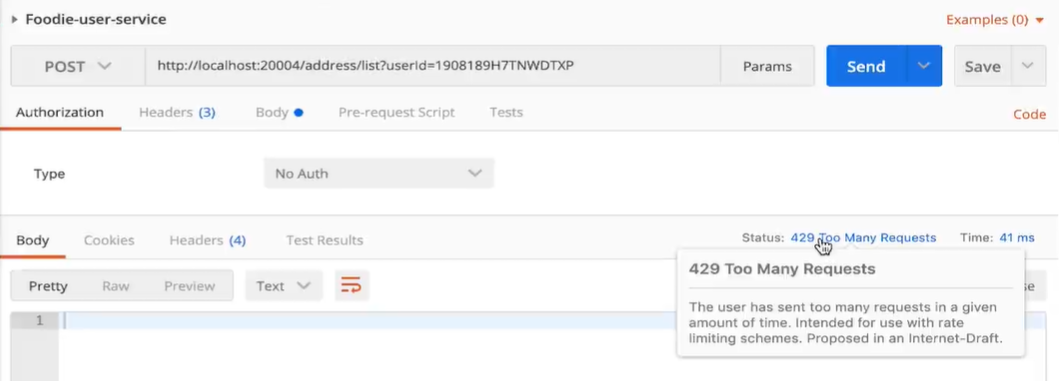 Foodie-user-service
Examples (0)
POST
http://localhost:20004/address/list?userId=1908189H7TNWDTXP
Params
Send
Save
Authorization
Headers (3)
Body
Pre-request Script
Tests
Code
Type
No Auth
Body
Cookies
Headers (4)
Test Results
Status: 429 Too Many Requests
Time: 41 ms
Pretty
Raw
Preview
Text
429 Too Many Requests
The user has sent too many requests in a given
amount of time. Intended for use with rate
limiting schemes. Proposed in an Internet-Draft.
1